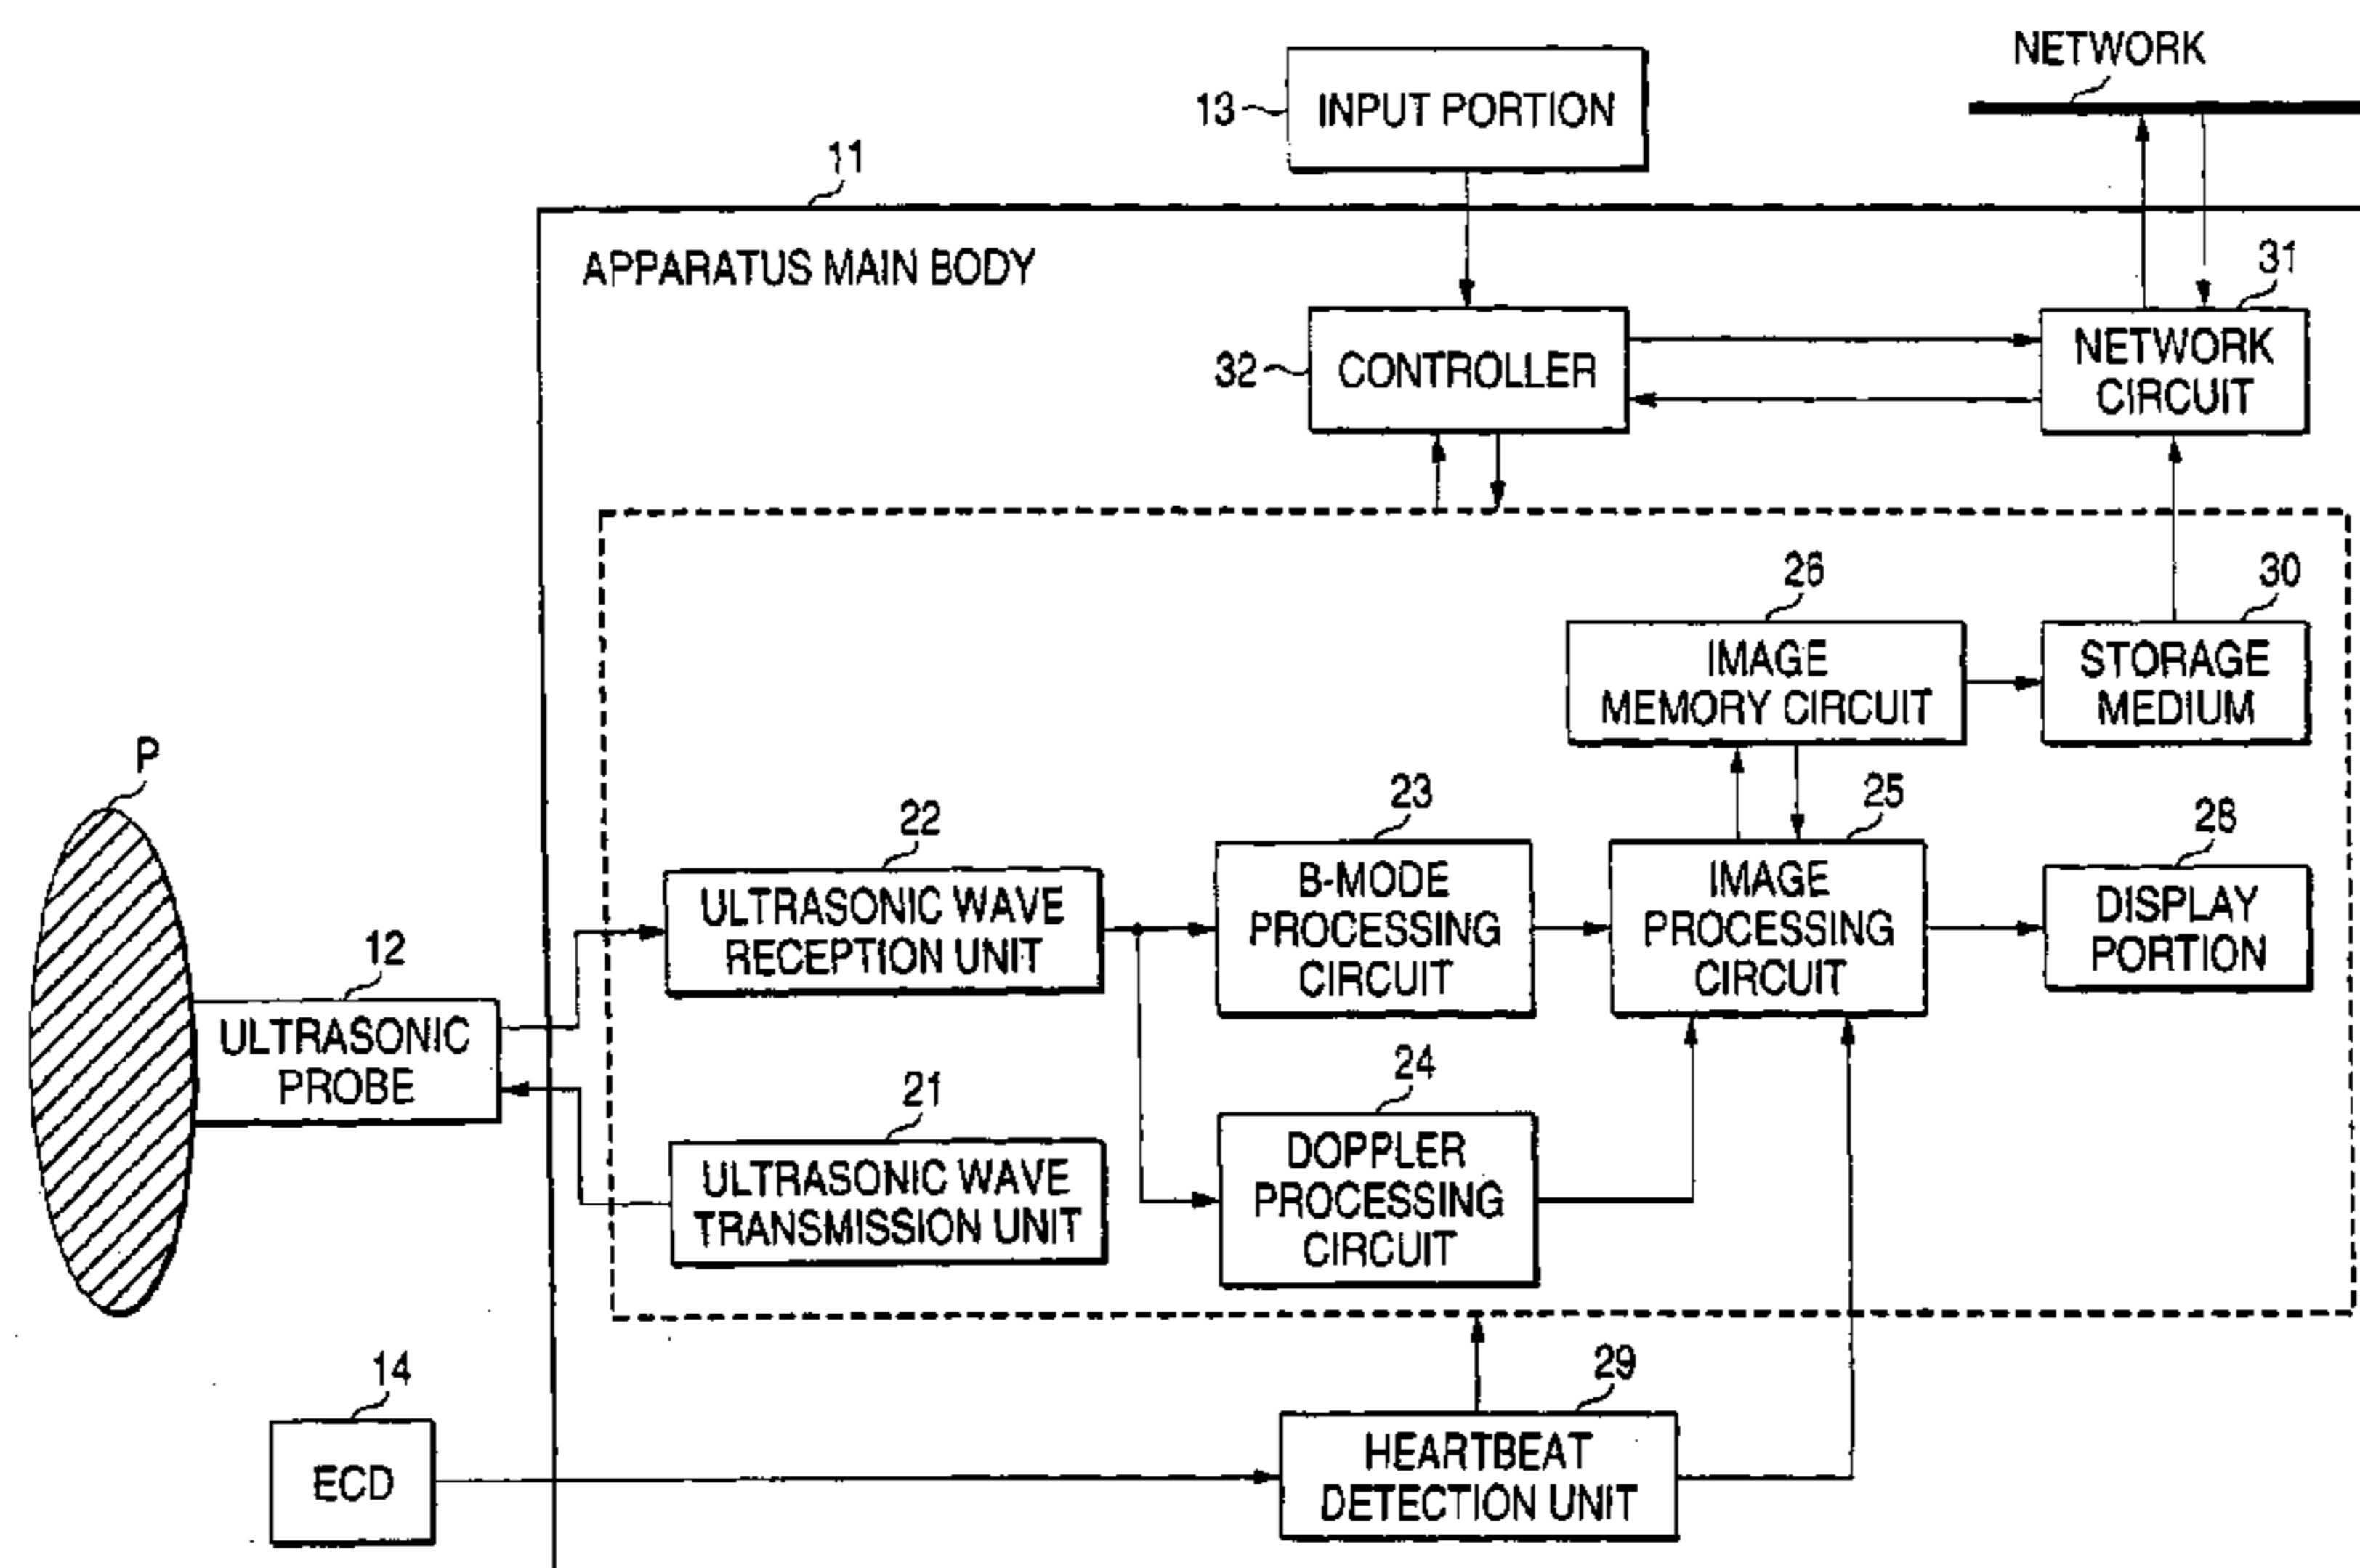 NETWORK
13
INPUT PORTION
11
APPARATUS MAIN BODY
31
32
CONTROLLER
NETWORK
CIRCUIT
26
30
IMAGE
MEMORY CIRCUIT
STORAGE
MEDIUM
P
22
23
25
28
ULTRASONIC WAVE
RECEPTION UNIT
B-MODE
PROCESSING
CIRCUIT
IMAGE
PROCESSING
CIRCUIT
DISPLAY
PORTION
12
ULTRASONIC
PROBE
21
24
ULTRASONIC WAVE
TRANSMISSION UNIT
DOPPLER
PROCESSING
CIRCUIT
14
29
ECD
HEARTBEAT
DETECTION UNIT